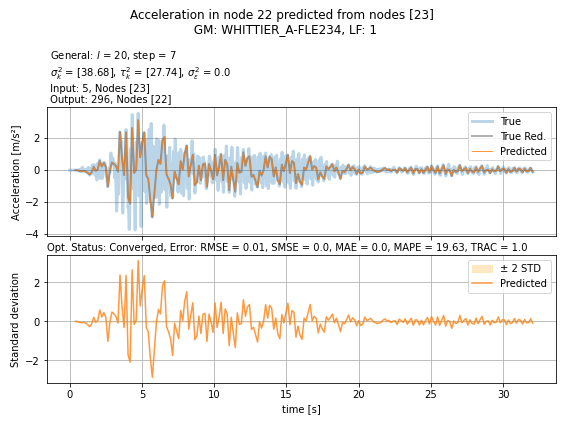 Acceleration in node 22 predicted from nodes [23]
GM: WHITTIER_A-FLE234, LF: 1
General: l = 20, step = 7
σ²ₖ = [38.68], τ²ₖ = [27.74], σ²ₑ = 0.0
Input: 5, Nodes [23]
Output: 296, Nodes [22]
Acceleration [m/s²]
2
0
−2
−4
True
True Red.
Predicted
Opt. Status: Converged, Error: RMSE = 0.01, SMSE = 0.0, MAE = 0.0, MAPE = 19.63, TRAC = 1.0
Standard deviation
2
0
−2
± 2 STD
Predicted
0 5 10 15 20 25 30
time [s]